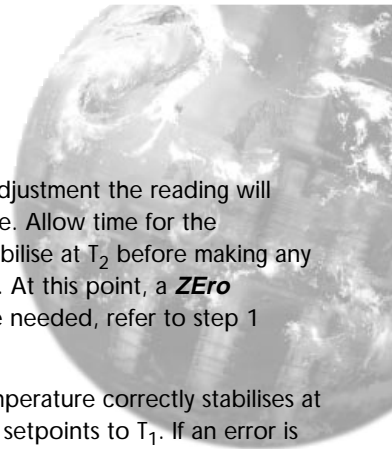 djustment the reading will
e. Allow time for the
bilise at T₂ before making any
. At this point, a ZEro
e needed, refer to step 1
mperature correctly stabilises at
setpoints to T₁. If an error is